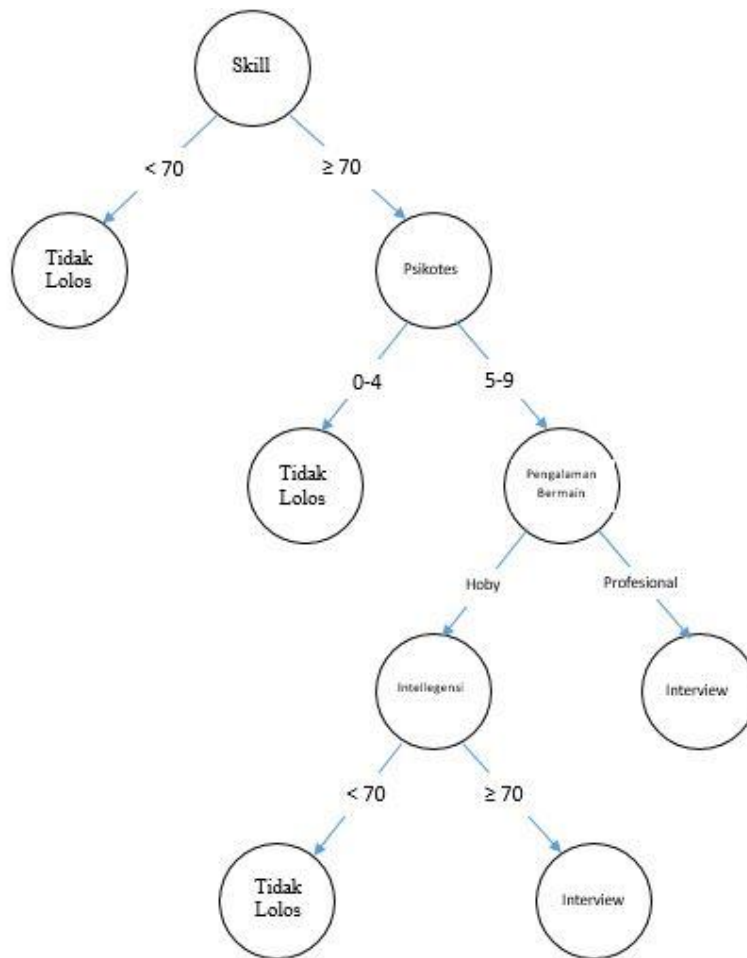 Skill
< 70
≥ 70
Tidak
Lolos
Psikotes
0-4
5-9
Tidak
Lolos
Pengalaman
Bermain
Hoby
Profesional
Intellegensi
Interview
< 70
≥ 70
Tidak
Lolos
Interview